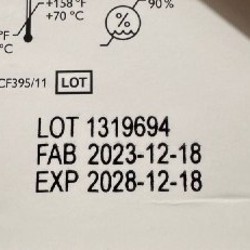 +158 °F
+70 °C
90 %
°F
°C
%
CF395/11 LOT
LOT 1319694
FAB 2023-12-18
EXP 2028-12-18